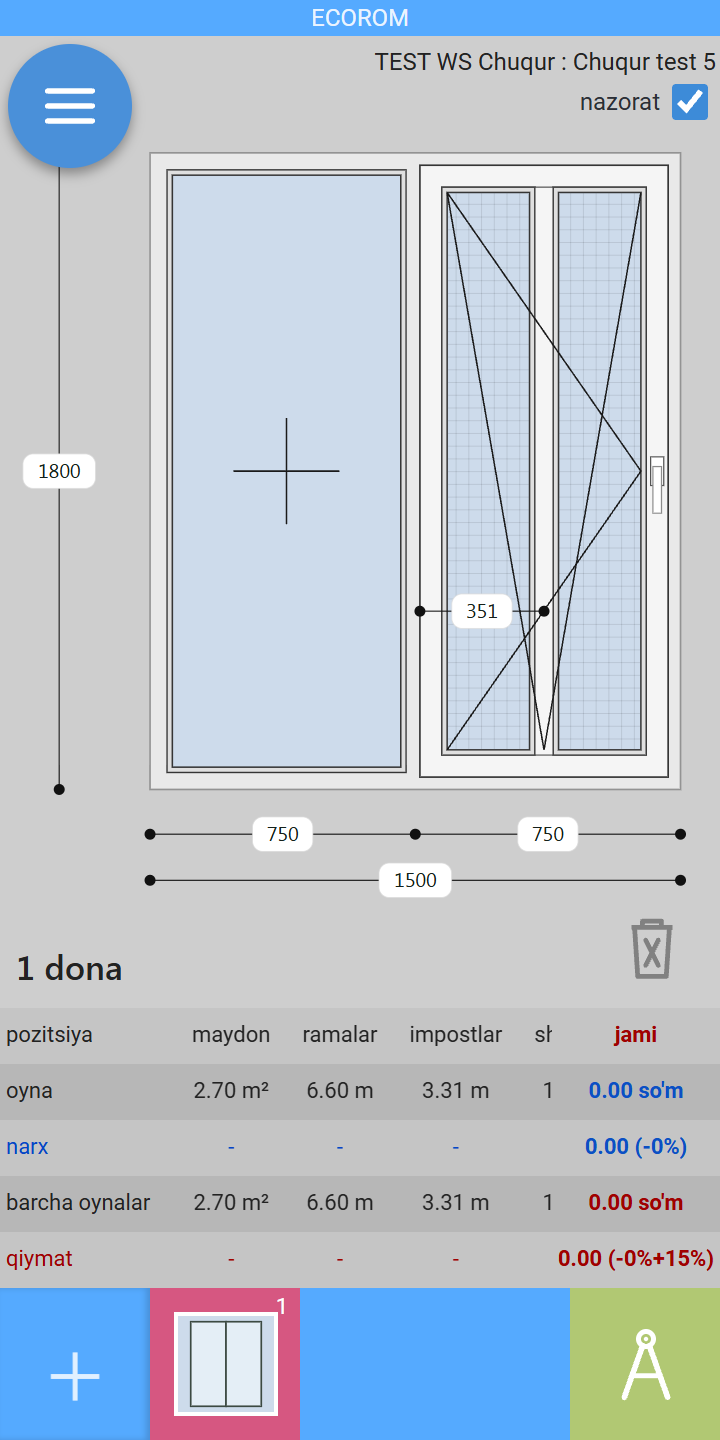 ECOROM
TEST WS Chuqur : Chuqur test 5
nazorat
1800
351
750 750
1500
1 dona
pozitsiya maydon ramalar impostlar jami
oyna 2.70 m² 6.60 m 3.31 m 1 0.00 so'm
narx - - - 0.00 (-0%)
barcha oynalar 2.70 m² 6.60 m 3.31 m 1 0.00 so'm
qiymat - - - 0.00 (-0%+15%)
1